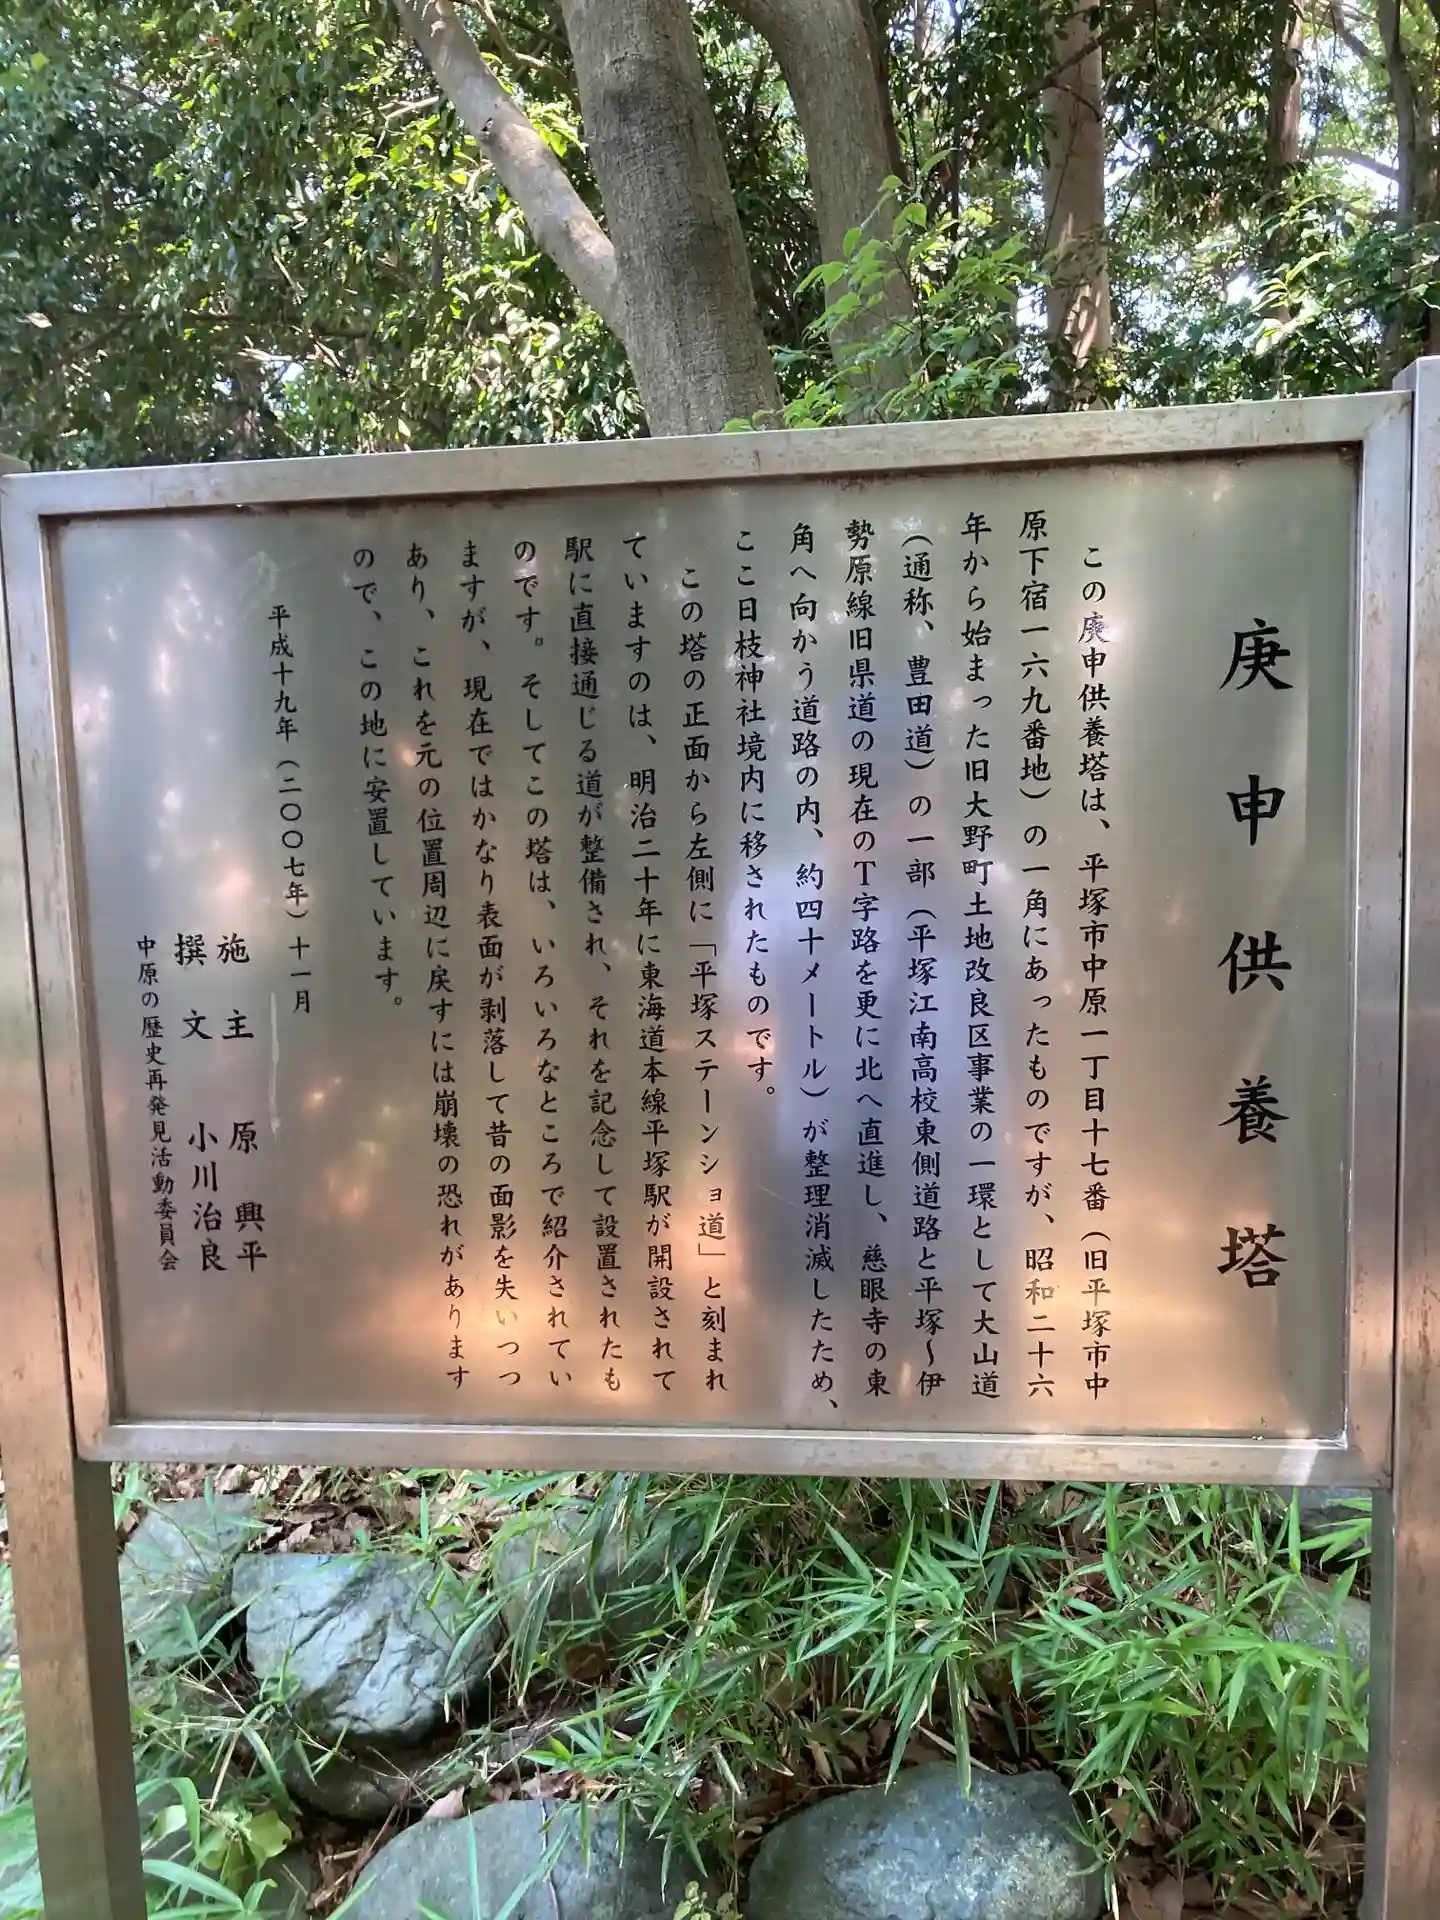 庚申供養塔
この庚申供養塔は、平塚市中原一丁目十七番（旧平塚市中
原下宿一六九番地）の一角にあったものですが、昭和二十六
年から始まった旧大野町土地改良区事業の一環として大山道
（通称、豊田道）の一部（平塚江南高校東側道路と平塚〜伊
勢原線旧県道の現在のT字路を更に北へ直進し、慈眼寺の東
角へ向かう道路の内、約四十メートル）が整理消滅したため、
ここ日枝神社境内に移されたものです。
この塔の正面から左側に「平塚ステーンショ道」と刻まれ
ていますのは、明治二十年に東海道本線平塚駅が開設されて
駅に直接通じる道が整備され、それを記念して設置されたも
のです。そしてこの塔は、いろいろなところで紹介されてい
ますが、現在ではかなり表面が剥落して昔の面影を失いつつ
あり、これを元の位置周辺に戻すには崩壊の恐れがあります
ので、この地に安置しています。
平成十九年（二〇〇七年）十一月
施主 原興平
撰文 小川治良
中原の歴史再発見活動委員会